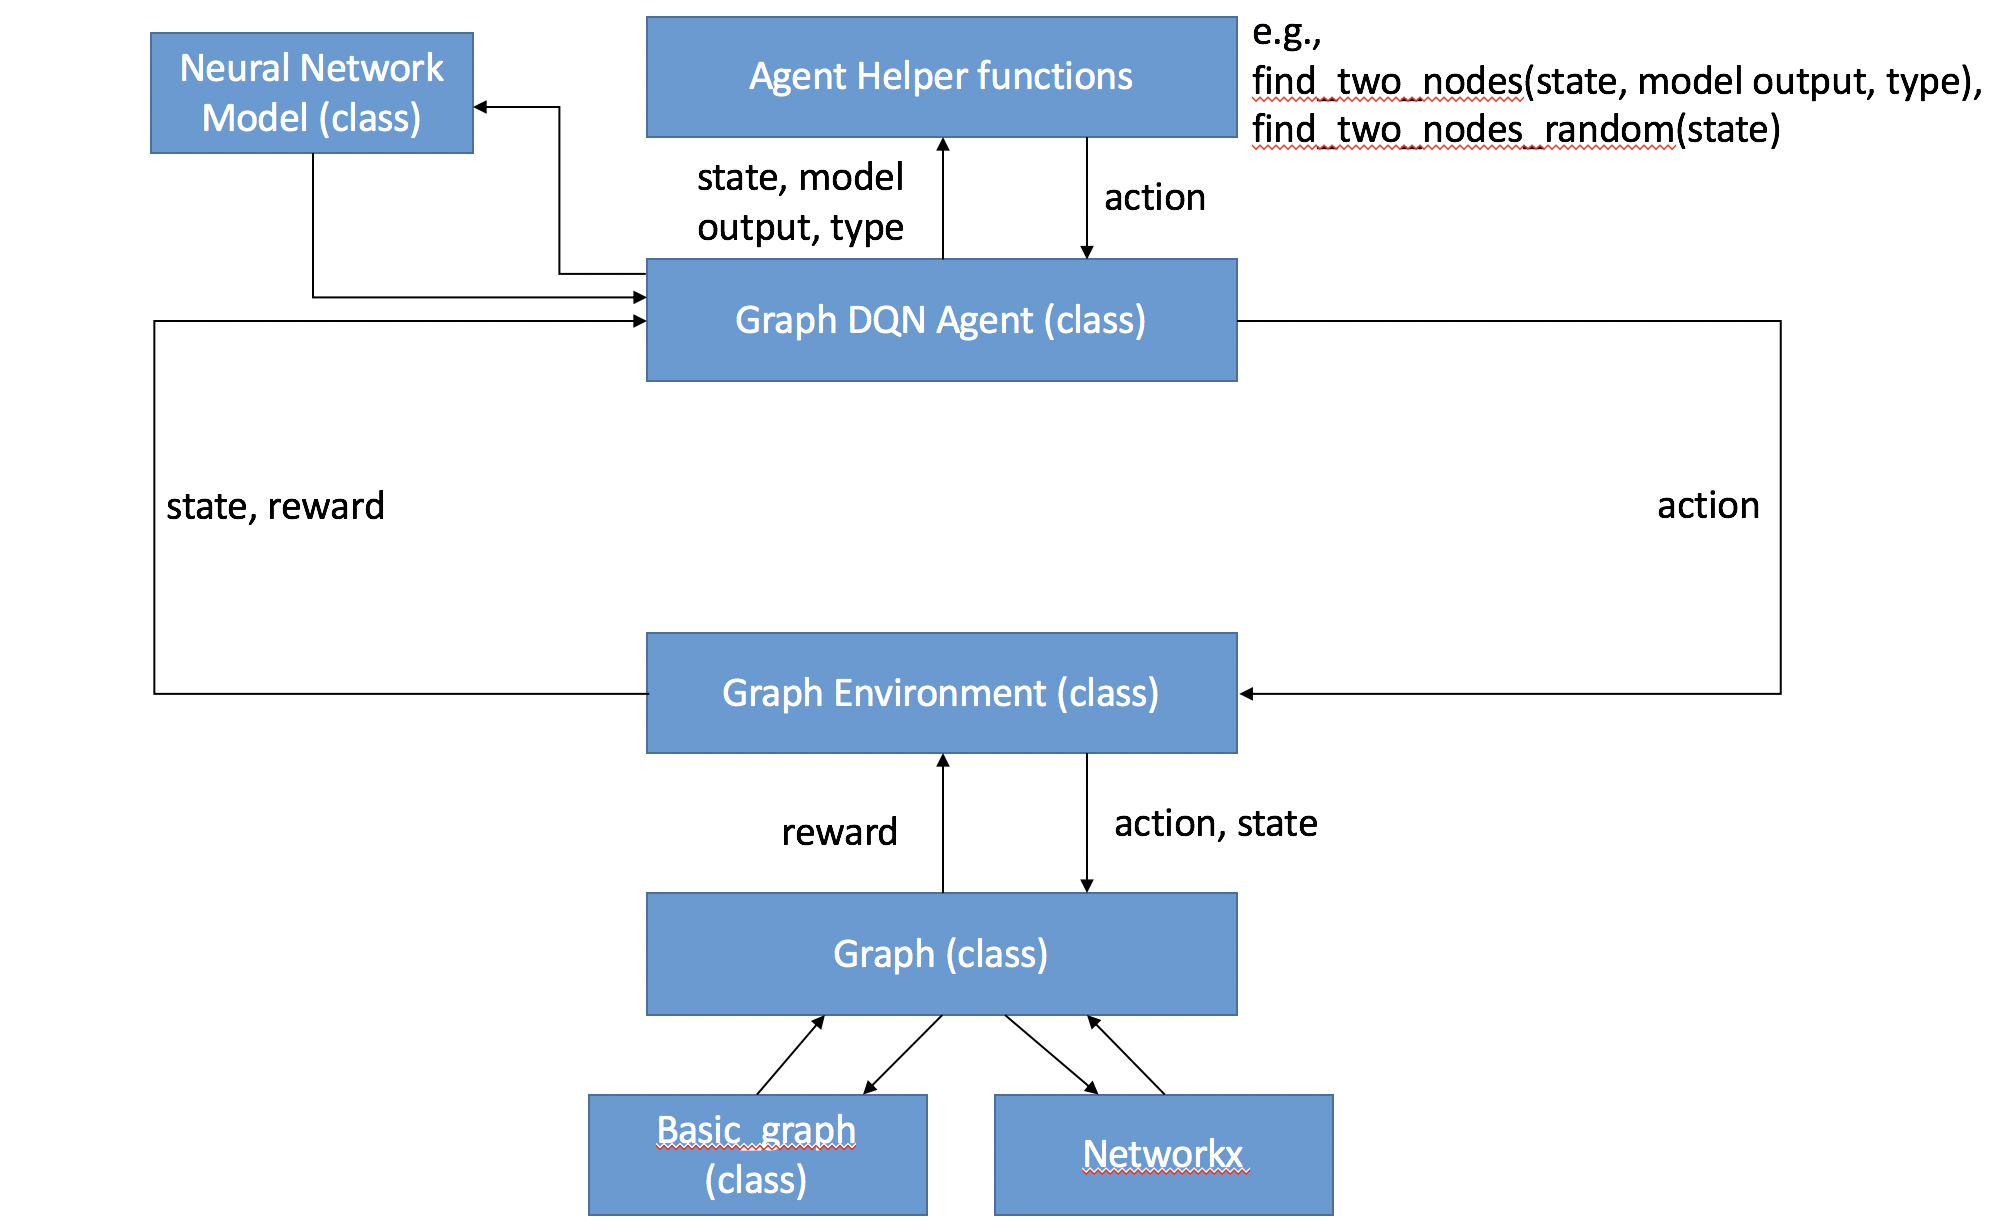 Neural Network
Model (class)
Agent Helper functions
e.g.,
find_two_nodes(state, model output, type),
find_two_nodes_random(state)
state, model
output, type
action
Graph DQN Agent (class)
state, reward
action
Graph Environment (class)
reward
action, state
Graph (class)
Basic_graph
(class)
Networkx